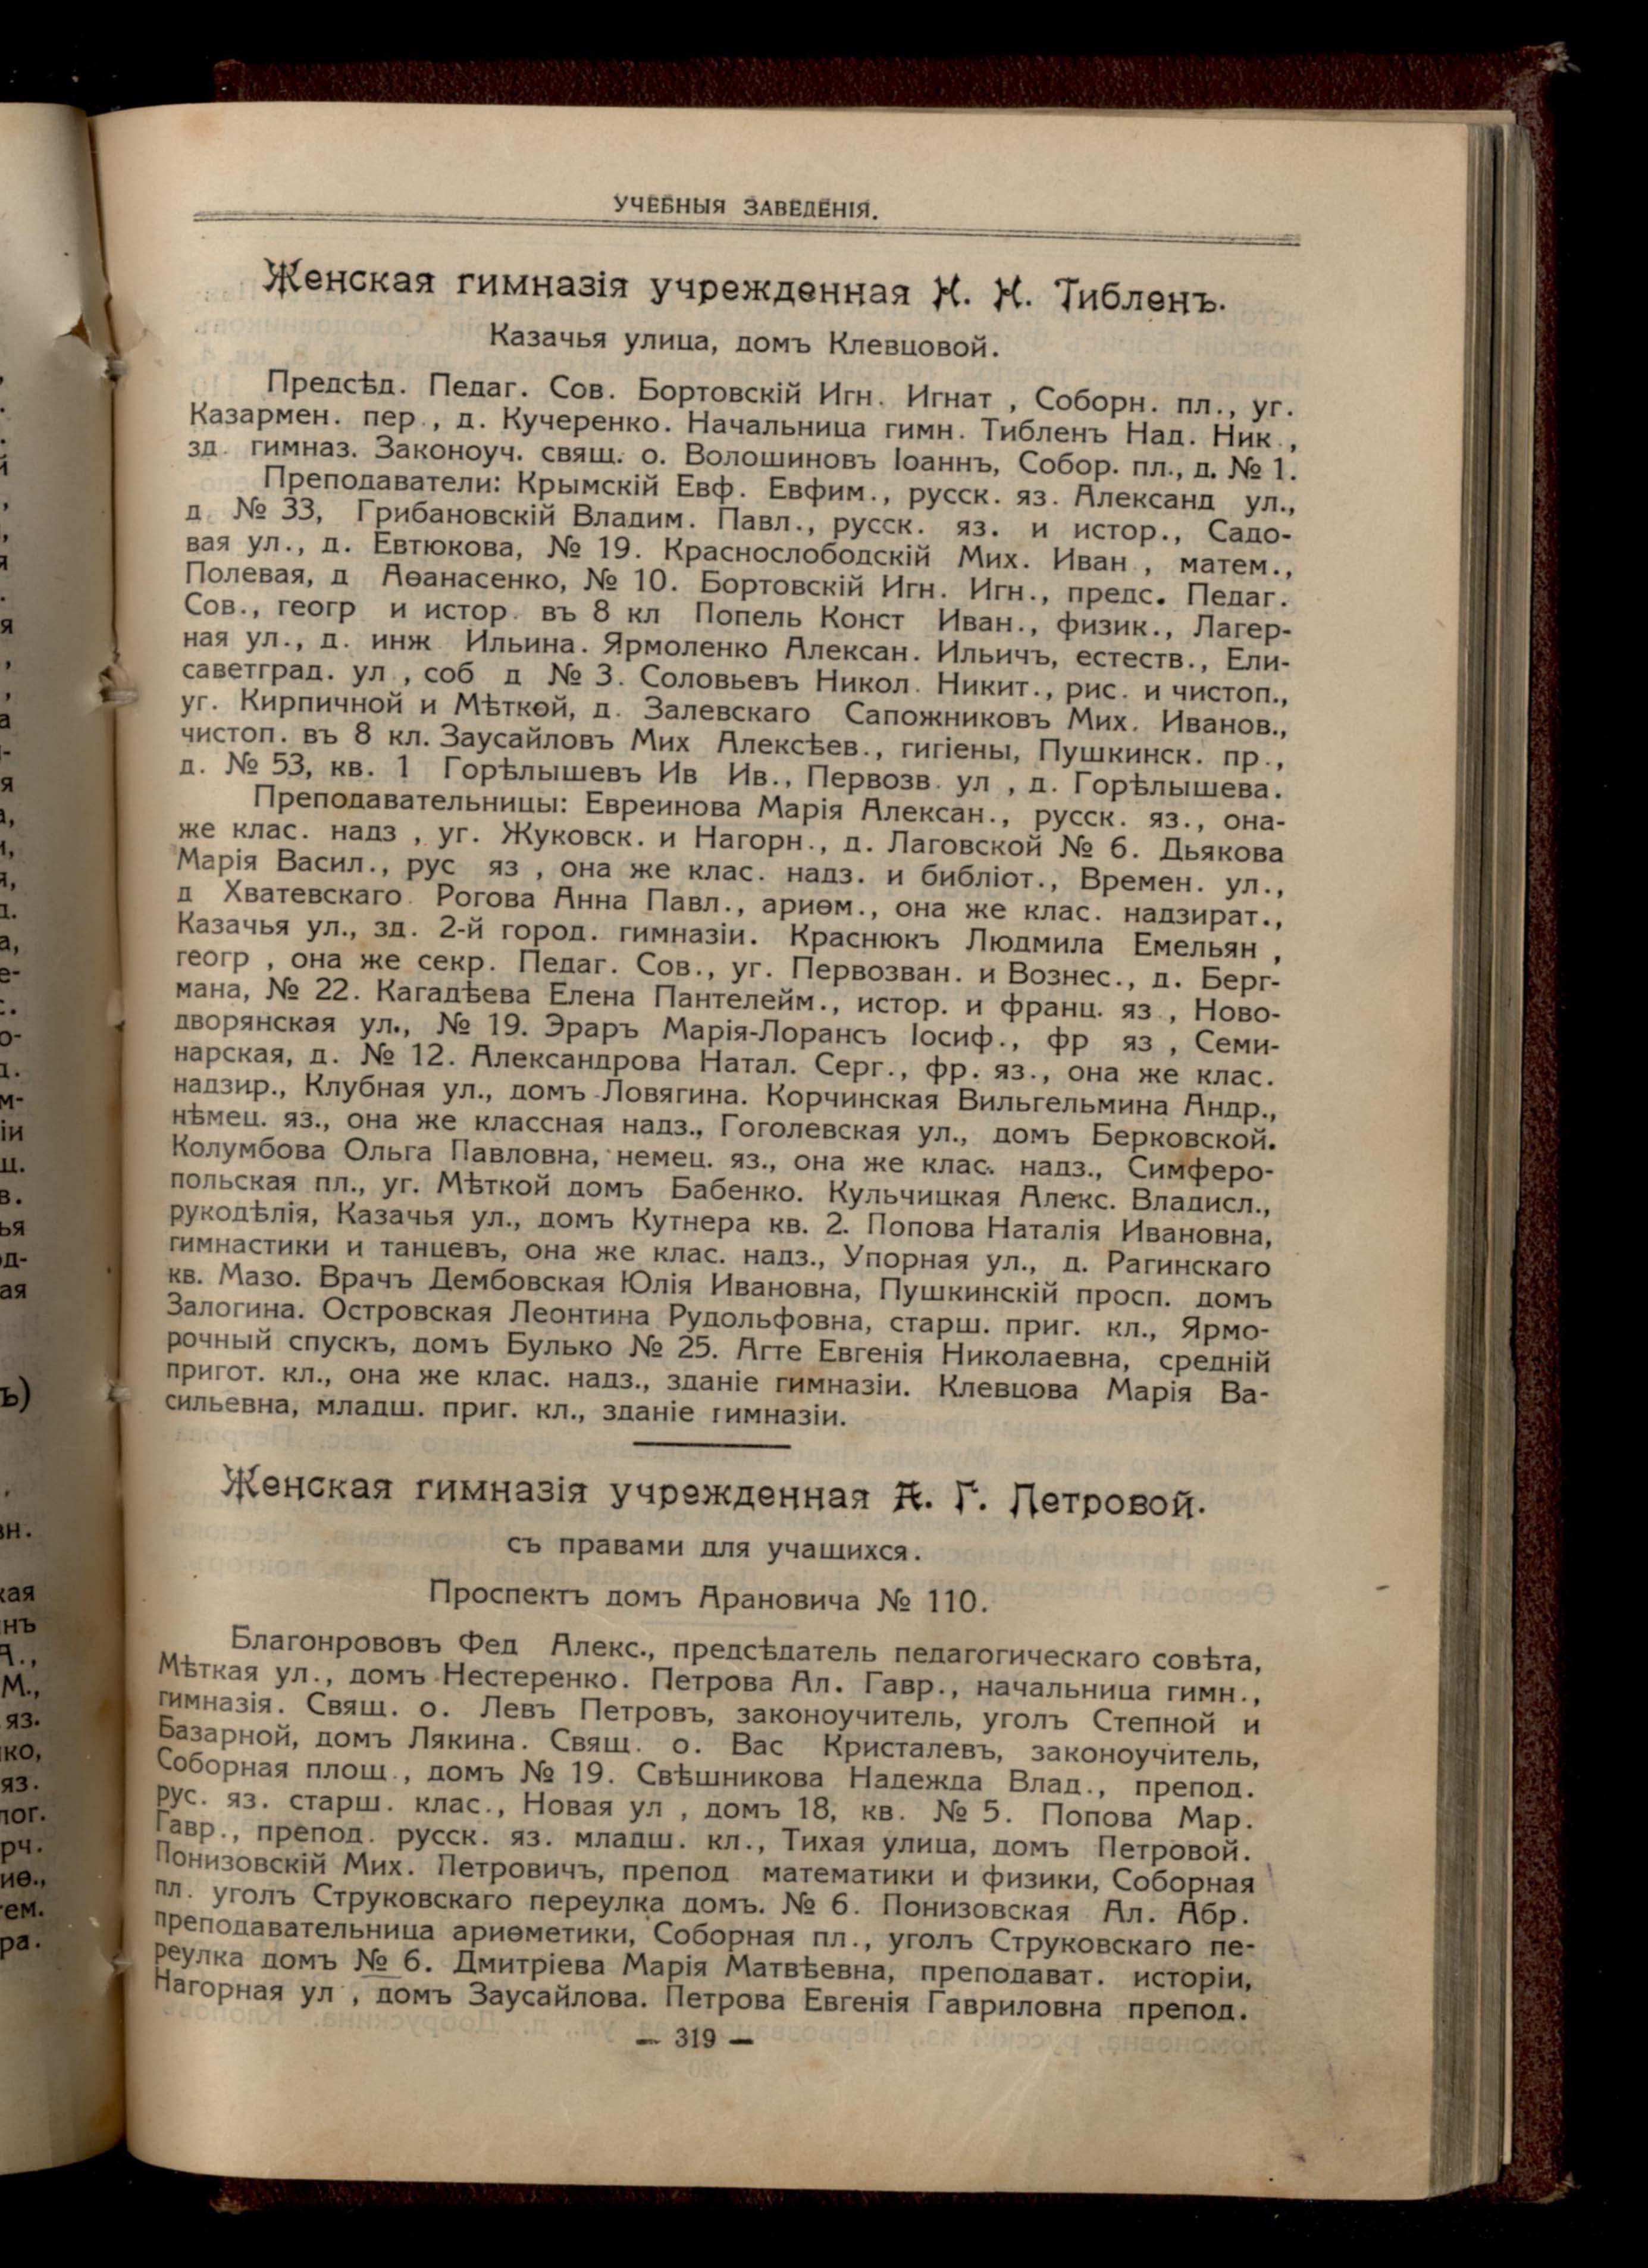 УЧЕБНЫЯ ЗАВЕДЕНІЯ.
Женская гимназія учрежденная Н. Н. Тибленъ.
Казачья улица, домъ Клевцовой.
Предсѣд. Педаг. Сов. Бортовскій Игн. Игнат , Соборн. пл., уг.
Казармен. пер., д. Кучеренко. Начальница гимн. Тибленъ Над. Ник.,
зд. гимназ. Законоуч. свящ. о. Волошиновъ Іоаннъ, Собор. пл., д. № 1.
Преподаватели: Крымскій Евф. Евфим., русск. яз. Александ ул.,
д. № 33, Грибановскій Владим. Павл., русск. яз. и истор., Садо-
вая ул., д. Евтюкова, № 19. Краснослободскій Мих. Иван , матем.,
Полевая, д Аѳанасенко, № 10. Бортовскій Игн. Игн., предс. Педаг.
Сов., геогр и истор. въ 8 кл Попель Конст Иван., физик., Лагер-
ная ул., д. инж Ильина. Ярмоленко Алексан. Ильичъ, естеств., Ели-
саветград. ул , соб д № 3. Соловьевъ Никол. Никит., рис. и чистоп.,
уг. Кирпичной и Мѣткой, д. Залевскаго Сапожниковъ Мих. Иванов.,
чистоп. въ 8 кл. Заусайловъ Мих Алексѣев., гигіены, Пушкинск. пр.,
д. № 53, кв. 1 Горѣлышевъ Ив Ив., Первозв. ул , д. Горѣлышева.
Преподавательницы: Евреинова Марія Алексан., русск. яз., она-
же клас. надз , уг. Жуковск. и Нагорн., д. Лаговской № 6. Дьякова
Марія Васил., рус яз , она же клас. надз. и библіот., Времен. ул.,
д Хватевскаго. Рогова Анна Павл., ариѳм., она же клас. надзират.,
Казачья ул., зд. 2-й город. гимназіи. Краснюкъ Людмила Емельян ,
геогр , она же секр. Педаг. Сов., уг. Первозван. и Вознес., д. Берг-
мана, № 22. Кагадѣева Елена Пантелейм., истор. и франц. яз , Ново-
дворянская ул., № 19. Эраръ Марія-Лорансъ Іосиф., фр яз , Семи-
нарская, д. № 12. Александрова Натал. Серг., фр. яз., она же клас.
надзир., Клубная ул., домъ Ловягина. Корчинская Вильгельмина Андр.,
нѣмец. яз., она же классная надз., Гоголевская ул., домъ Берковской.
Колумбова Ольга Павловна, немец. яз., она же клас. надз., Симферо-
польская пл., уг. Мѣткой домъ Бабенко. Кульчицкая Алекс. Владисл.,
рукодѣлія, Казачья ул., домъ Кутнера кв. 2. Попова Наталія Ивановна,
гимнастики и танцевъ, она же клас. надз., Упорная ул., д. Рагинскаго
кв. Мазо. Врачъ Дембовская Юлія Ивановна, Пушкинскій просп. домъ
Залогина. Островская Леонтина Рудольфовна, старш. приг. кл., Ярмо-
рочный спускъ, домъ Булько № 25. Агте Евгенія Николаевна, средній
пригот. кл., она же клас. надз., зданіе гимназіи. Клевцова Марія Ва-
сильевна, младш. приг. кл., зданіе гимназіи.
Женская гимназія учрежденная А. Г. Петровой.
съ правами для учащихся.
Проспектъ домъ Арановича № 110.
Благонрововъ Фед Алекс., предсѣдатель педагогическаго совѣта,
Мѣткая ул., домъ Нестеренко. Петрова Ал. Гавр., начальница гимн.,
гимназія. Свящ. о. Левъ Петровъ, законоучитель, уголъ Степной и
Базарной, домъ Лякина. Свящ. о. Вас Кристалевъ, законоучитель,
Соборная площ., домъ № 19. Свѣшникова Надежда Влад., препод.
рус. яз. старш. клас., Новая ул , домъ 18, кв. № 5. Попова Мар.
Гавр., препод. русск. яз. младш. кл., Тихая улица, домъ Петровой.
Понизовскій Мих. Петровичъ, препод математики и физики, Соборная
пл. уголъ Струковскаго переулка домъ. № 6. Понизовская Ал. Абр.
преподавательница ариѳметики, Соборная пл., уголъ Струковскаго пе-
реулка домъ № 6. Дмитріева Марія Матвѣевна, преподават. исторіи,
Нагорная ул , домъ Заусайлова. Петрова Евгенія Гавриловна препод.
— 319 —